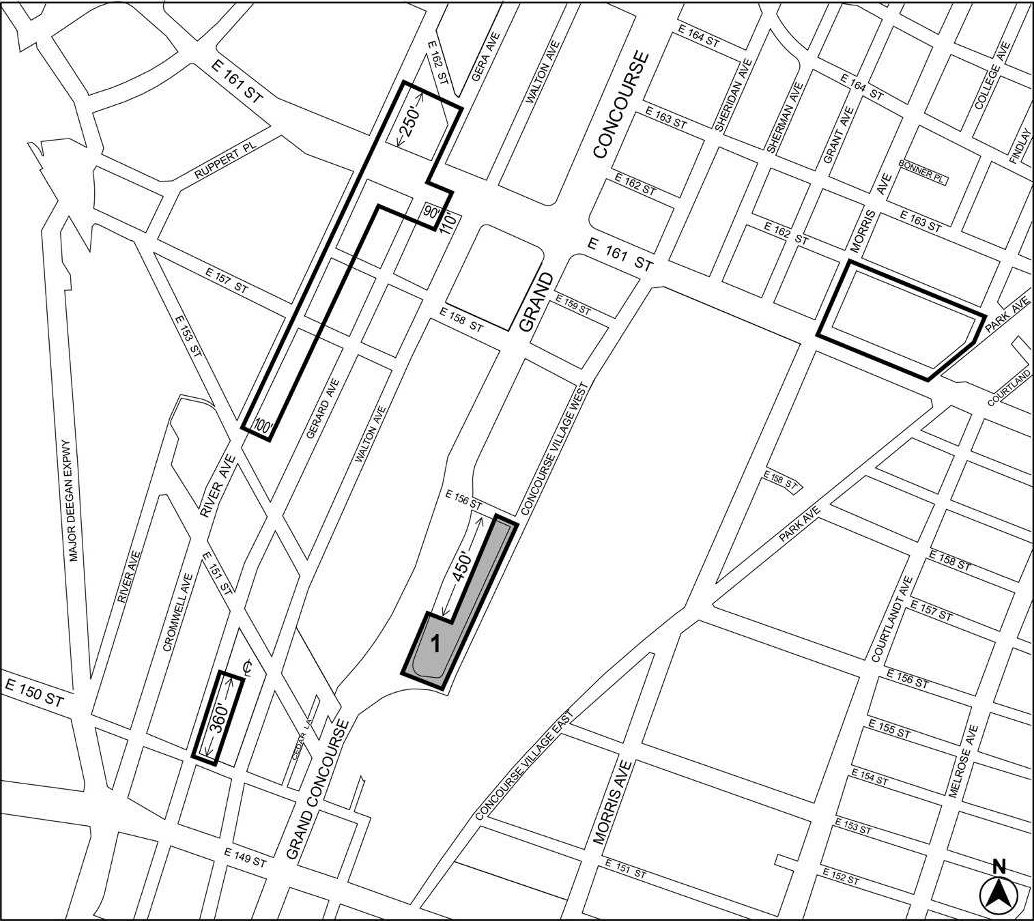 E 164 ST
E 162 ST
GERA AVE
WALTON AVE
CONCOURSE
E 161 ST
SHERIDAN AVE
SHERMAN AVE
E 164 ST
COLLEGE AVE
250'
E 163 ST
GRANT AVE
FINDLAY
RUPPERT PL
BONNER PL
E 162 ST
MORRIS AVE
90'
110'
E 163 ST
E 162 ST
E 161 ST
E 157 ST
GRAND
E 159 ST
PARK AVE
E 158 ST
E 153 ST
COURTLAND
GERARD AVE
WALTON AVE
CONCOURSE VILLAGE WEST
100'
MAJOR DEEGAN EXPWY
RIVER AVE
E 156 ST
E 158 ST
PARK AVE
450'
E 158 ST
RIVER AVE
CROMWELL AVE
E 151 ST
E 157 ST
COURTLANDT AVE
1
₵
E 156 ST
E 150 ST
360'
CEDAR LA
GRAND CONCOURSE
CONCOURSE VILLAGE EAST
E 155 ST
MELROSE AVE
E 154 ST
MORRIS AVE
E 153 ST
E 149 ST
E 151 ST
E 152 ST
N